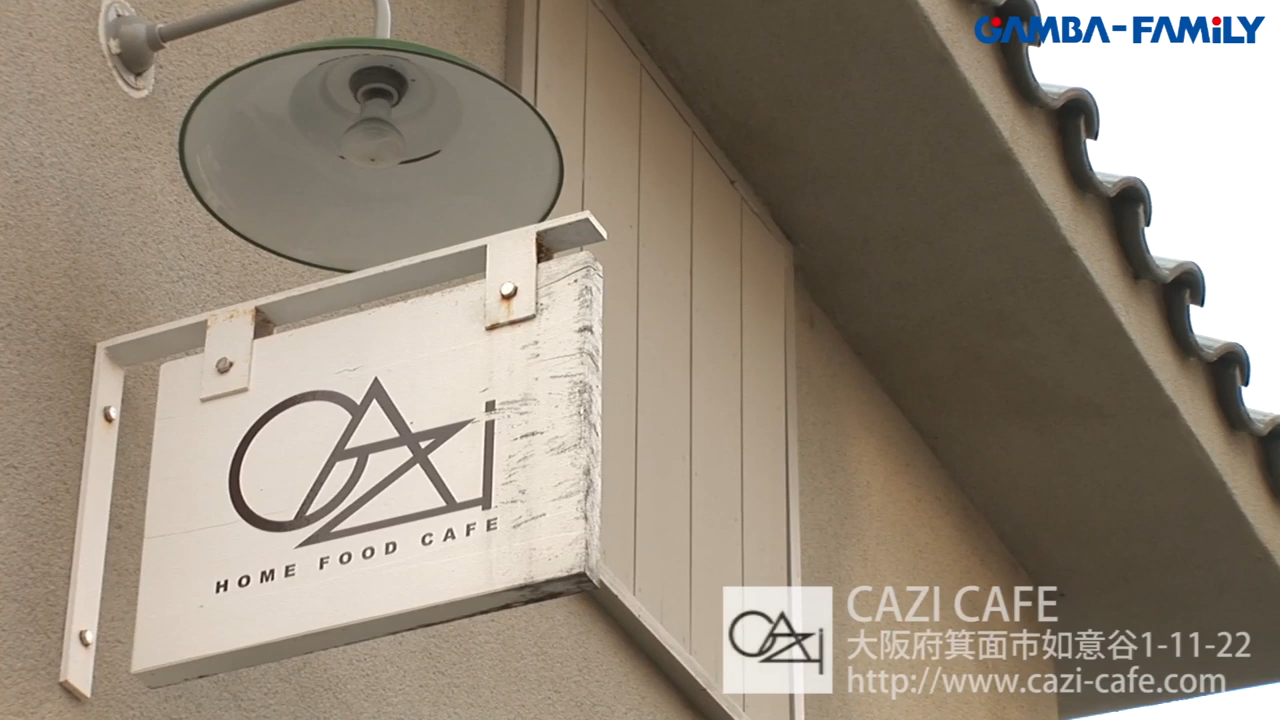 GAMBA-FAMiLY
CAZi
HOME FOOD CAFE
CAZi
CAZI CAFE
大阪府箕面市如意谷1-11-22
http://www.cazi-cafe.com